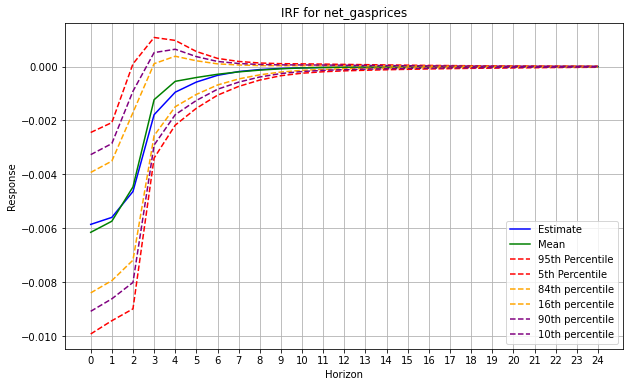 IRF for net_gasprices
0.000
−0.002
−0.004
−0.006
−0.008
−0.010
Response
0 1 2 3 4 5 6 7 8 9 10 11 12 13 14 15 16 17 18 19 20 21 22 23 24
Horizon
Estimate
Mean
95th Percentile
5th Percentile
84th percentile
16th percentile
90th percentile
10th percentile